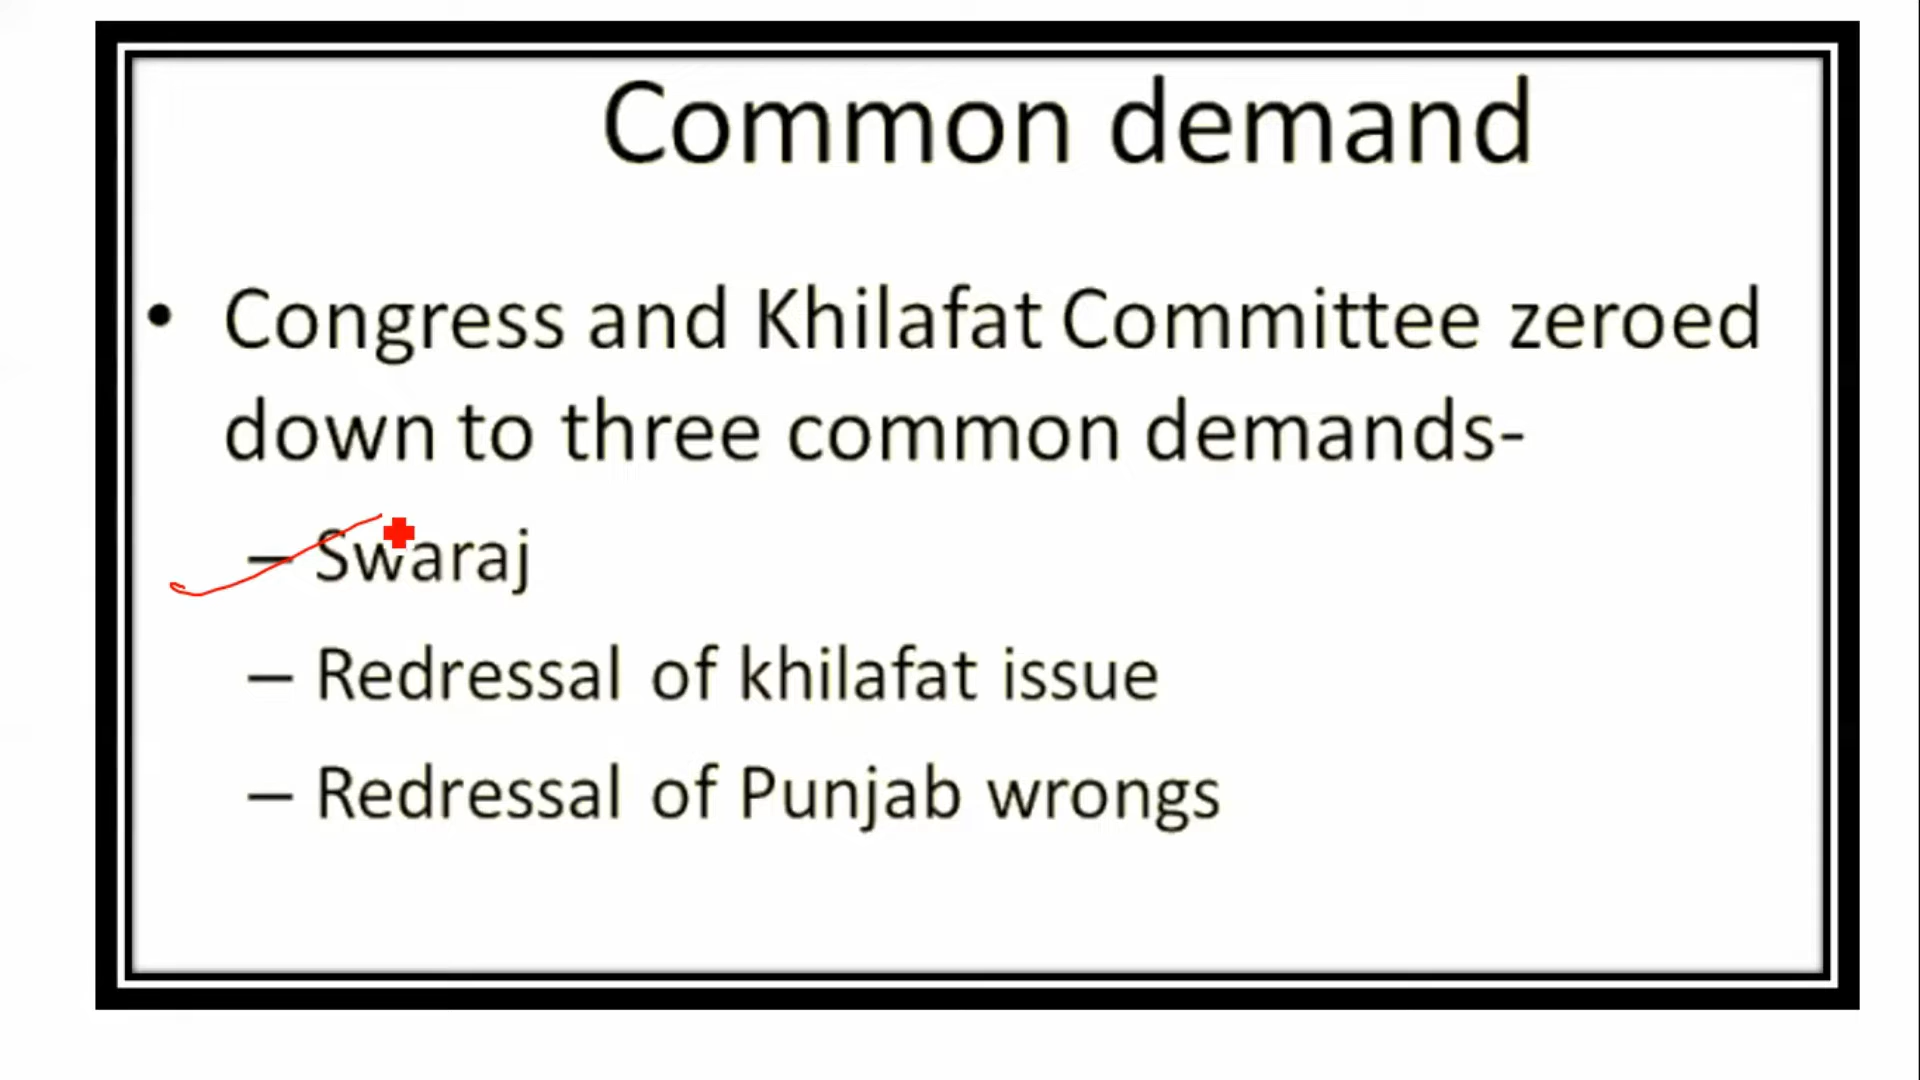 Common demand
• Congress and Khilafat Committee zeroed
down to three common demands-
– Swaraj
– Redressal of khilafat issue
– Redressal of Punjab wrongs